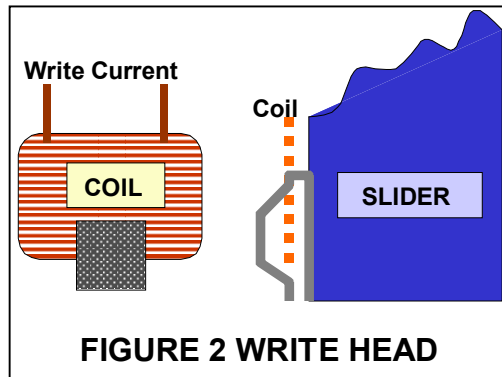 Write Current
Coil
COIL
SLIDER
FIGURE 2 WRITE HEAD